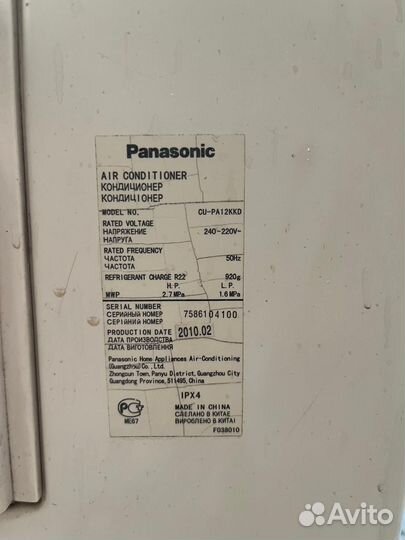 Panasonic
AIR CONDITIONER
КОНДИЦИОНЕР
КОНДИЦІОНЕР
MODEL NO. CU-PA12KKD
RATED VOLTAGE
НАПРЯЖЕНИЕ 240-220V~
НАПРУГА
RATED FREQUENCY
ЧАСТОТА 50Hz
ЧАСТОТА
REFRIGERANT CHARGE R22 920g
H.P. L.P.
MWP 2.7 MPa 1.6 MPa
SERIAL NUMBER
СЕРИЙНЫЙ НОМЕР 7586104100
СЕРІЙНИЙ НОМЕР
PRODUCTION DATE 2010.02
ДАТА ПРОИЗВОДСТВА
ДАТА ВИГОТОВЛЕННЯ
Panasonic Home Appliances Air-Conditioning
(Guangzhou) Co., Ltd.
Zhongcun Town, Panyu District, Guangzhou City
Guangdong Province, 511495, China
IPX4
ME67
MADE IN CHINA
СДЕЛАНО В КИТАЕ
ВИРОБЛЕНО В КИТАЇ
F038010
Avito